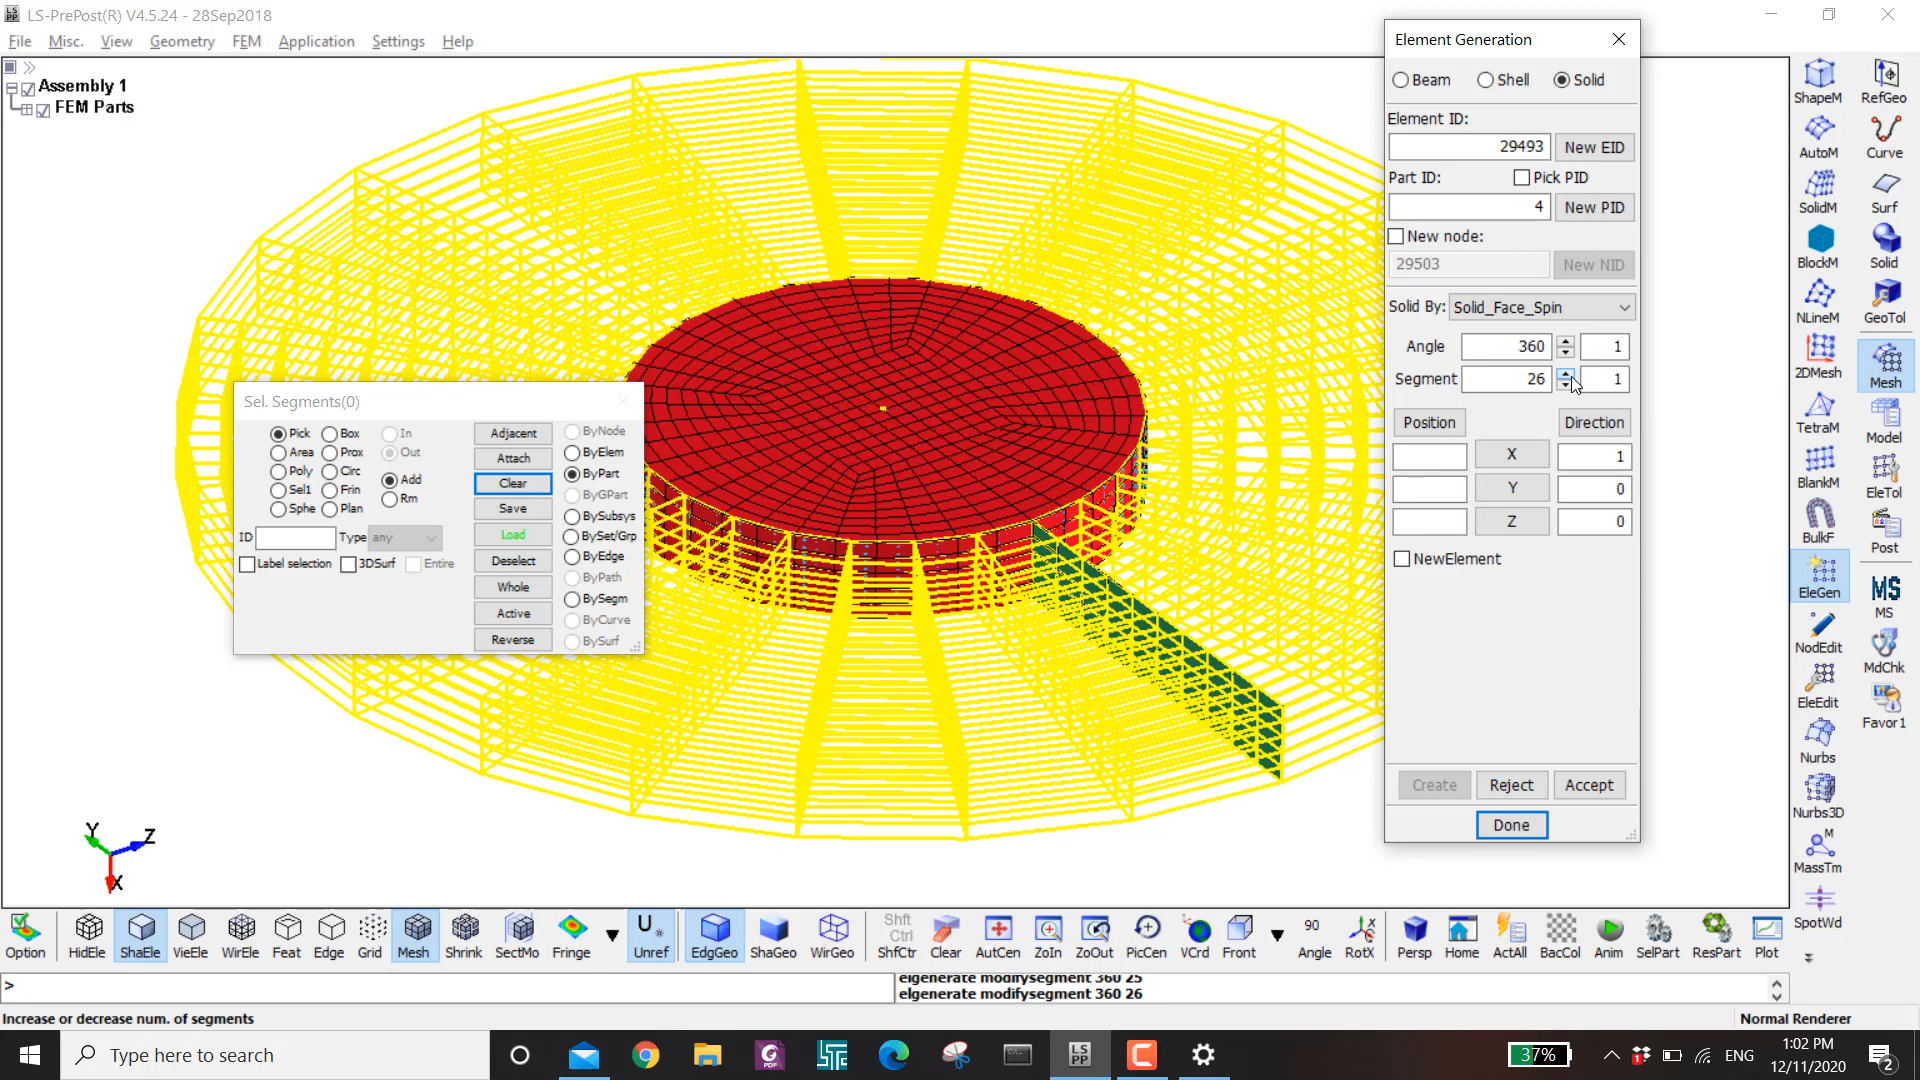 LS-PrePost(R) V4.5.24 - 28Sep2018
File Misc. View Geometry FEM Application Settings Help
Assembly 1
FEM Parts
Element Generation
Beam Shell Solid
Element ID:
29493 New EID
Part ID: Pick PID
4 New PID
New node:
29503 New NID
Solid By: Solid_Face_Spin
Angle 360 1
Segment 26 1
Position Direction
X 1
Y 0
Z 0
NewElement
Create Reject Accept
Done
Sel. Segments(0)
Pick Box In Adjacent ByNode
Area Prox Out Attach ByElem
Poly Circ Add Clear ByPart
Sel1 Frin Rm Save ByGPart
Sphe Plan Load BySubsys
ID Type any Deselect BySet/Grp
Label selection 3DSurf Entire Whole ByEdge
Active ByPath
Reverse BySegm
ByCurve
BySurf
ShapeM RefGeo
AutoM Curve
SolidM Surf
BlockM Solid
NLineM GeoTol
2DMesh Mesh
TetraM Model
BlankM EleTol
BulkF Post
EleGen MS
MS
NodEdit MdChk
EleEdit Favor1
Nurbs
Nurbs3D
M
MassTm
SpotWd
Y Z
X
Option HidEle ShaEle VieEle WirEle Feat Edge Grid Mesh Shrink SectMo Fringe U Unref EdgGeo ShaGeo WirGeo Shft Ctrl ShfCtr Clear AutCen ZoIn ZoOut PicCen VCrd Front 90 Angle RotX Persp Home ActAll BacCol Anim SelPart ResPart Plot
> elgenerate modifysegment 360 25
elgenerate modifysegment 360 26
Increase or decrease num. of segments Normal Renderer
Type here to search 37% ENG 1:02 PM
12/11/2020 2